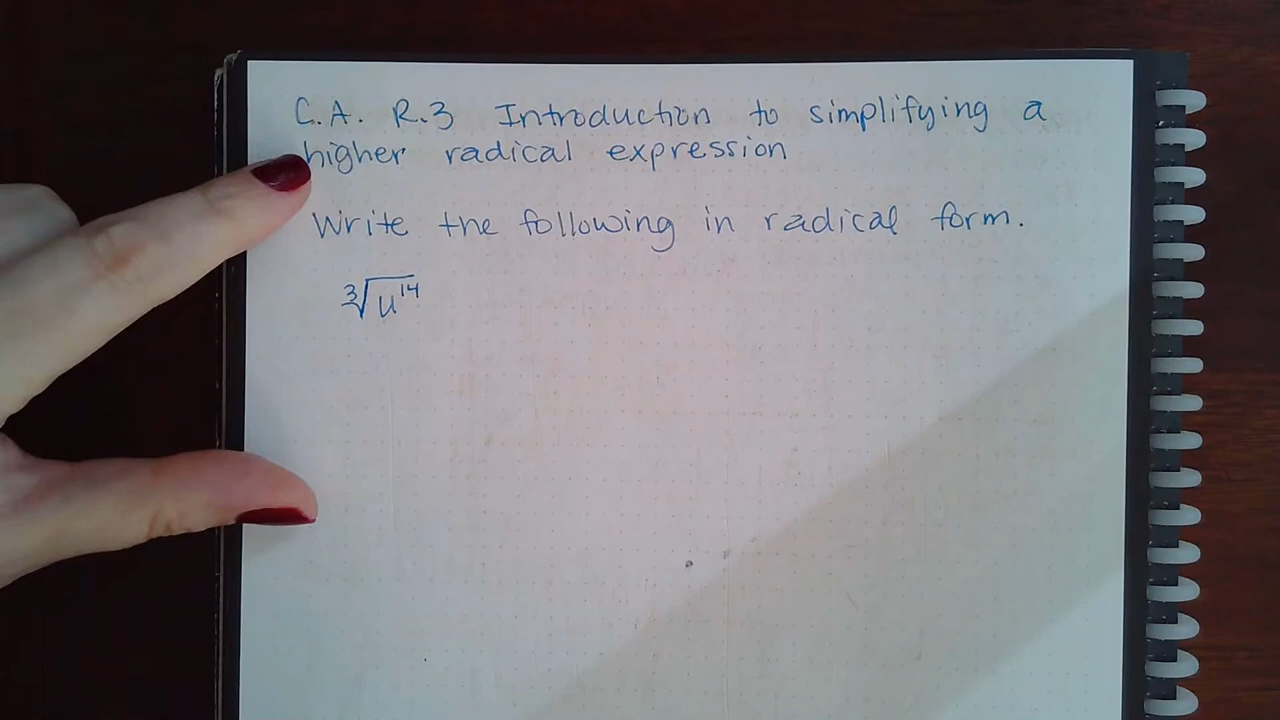 C.A. R.3 Introduction to simplifying a
higher radical expression
Write the following in radical form.
∛u¹⁴